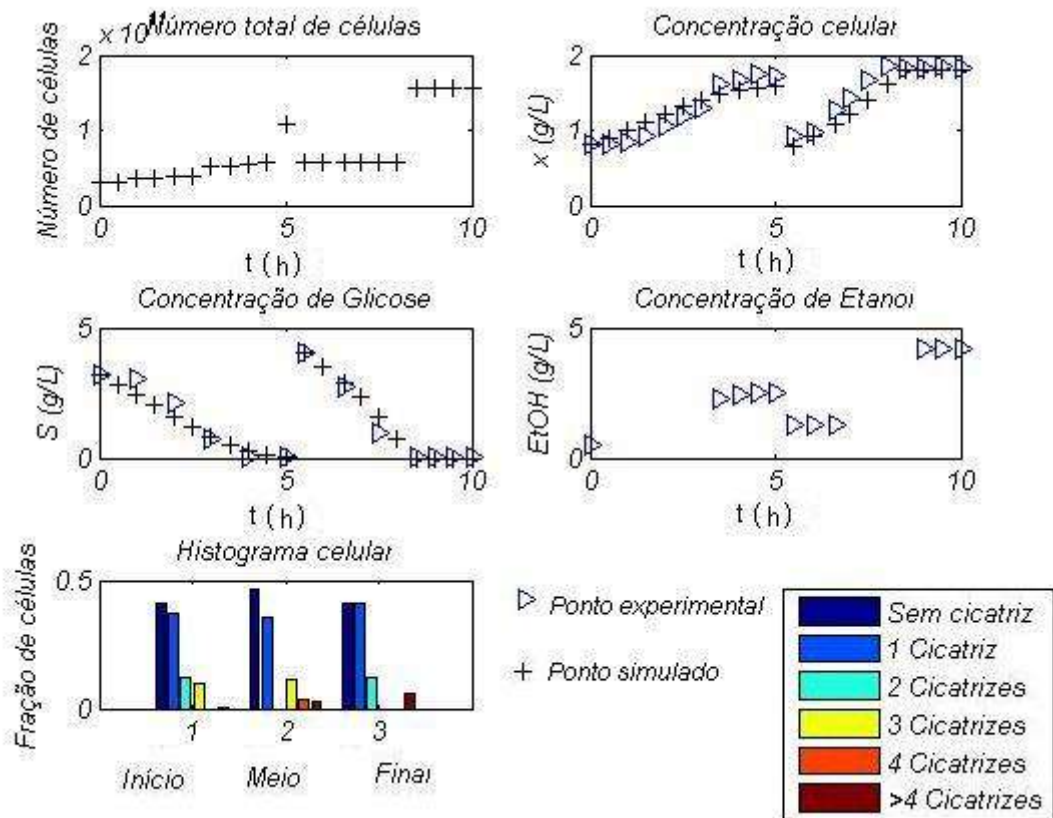 Número total de células
Número de células
2
1
0
0
5
10
t (h)
Concentração celular
x (g/L)
2
1
0
0
5
10
t (h)
Concentração de Glicose
S (g/L)
5
0
0
5
10
t (h)
Concentração de Etanol
EtOH (g/L)
5
0
0
5
10
t (h)
Histograma celular
Fração de células
0.5
0
1
2
3
Início
Meio
Final
Ponto experimental
Ponto simulado
Sem cicatriz
1 Cicatriz
2 Cicatrizes
3 Cicatrizes
4 Cicatrizes
>4 Cicatrizes